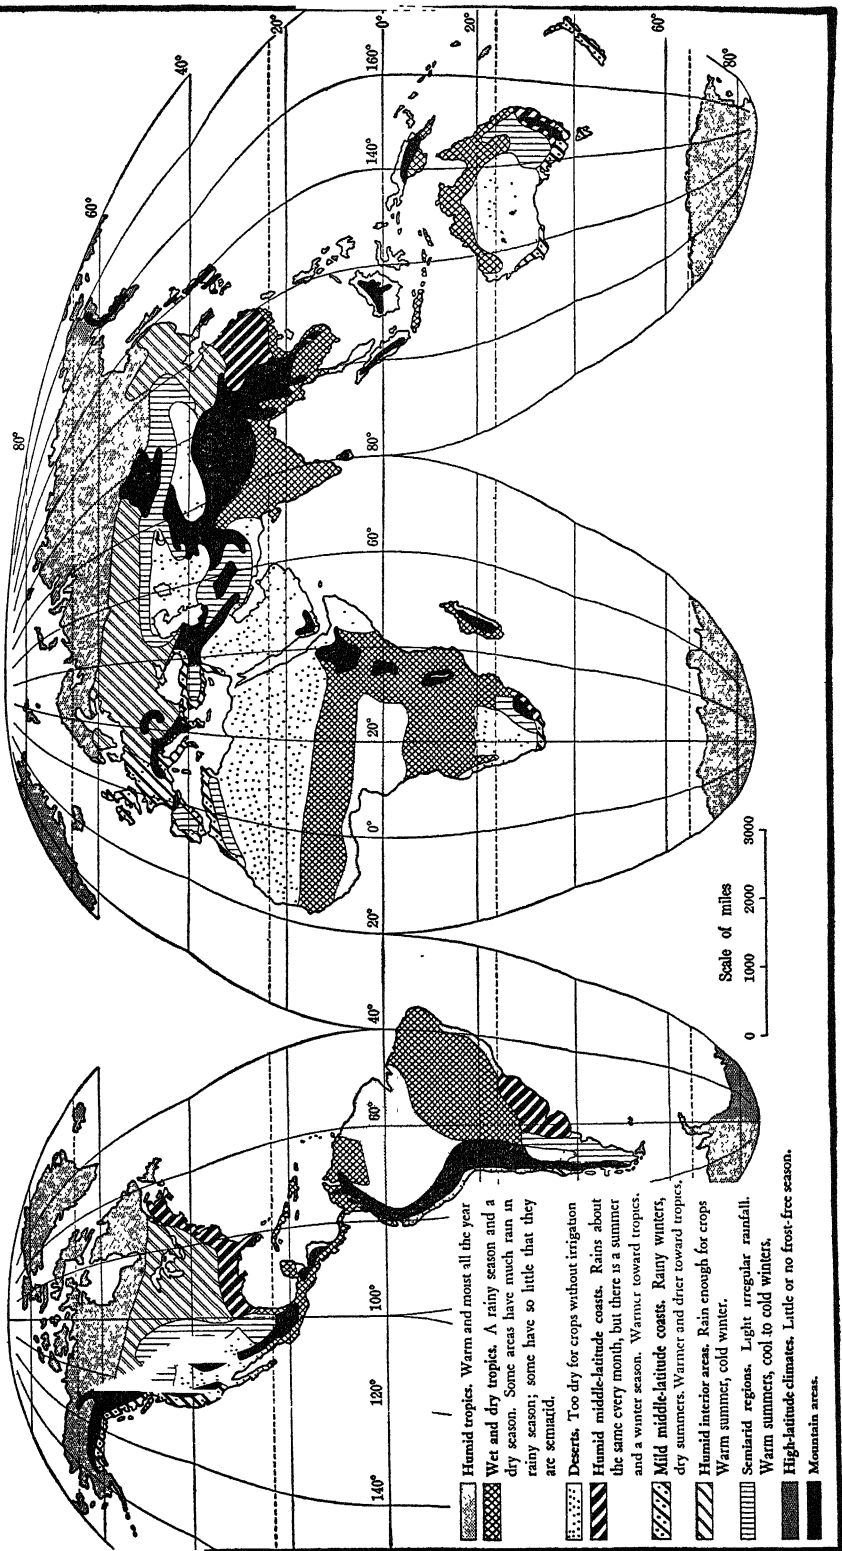 80°
60°
40°
20°
0°
20°
60°
80°
160°
140°
80°
60°
20°
0°
20°
40°
60°
100°
120°
140°
Scale of miles
0 1000 2000 3000
Humid tropics. Warm and moist all the year
Wet and dry tropics. A rainy season and a
dry season. Some areas have much rain in
rainy season; some have so little that they
are semiarid.
Deserts. Too dry for crops without irrigation
Humid middle-latitude coasts. Rains about
the same every month, but there is a summer
and a winter season. Warmer toward tropics.
Mild middle-latitude coasts. Rainy winters,
dry summers. Warmer and drier toward tropics.
Humid interior areas. Rain enough for crops
Warm summer, cold winter.
Semiarid regions. Light irregular rainfall.
Warm summers, cool to cold winters.
High-latitude climates. Little or no frost-free season.
Mountain areas.